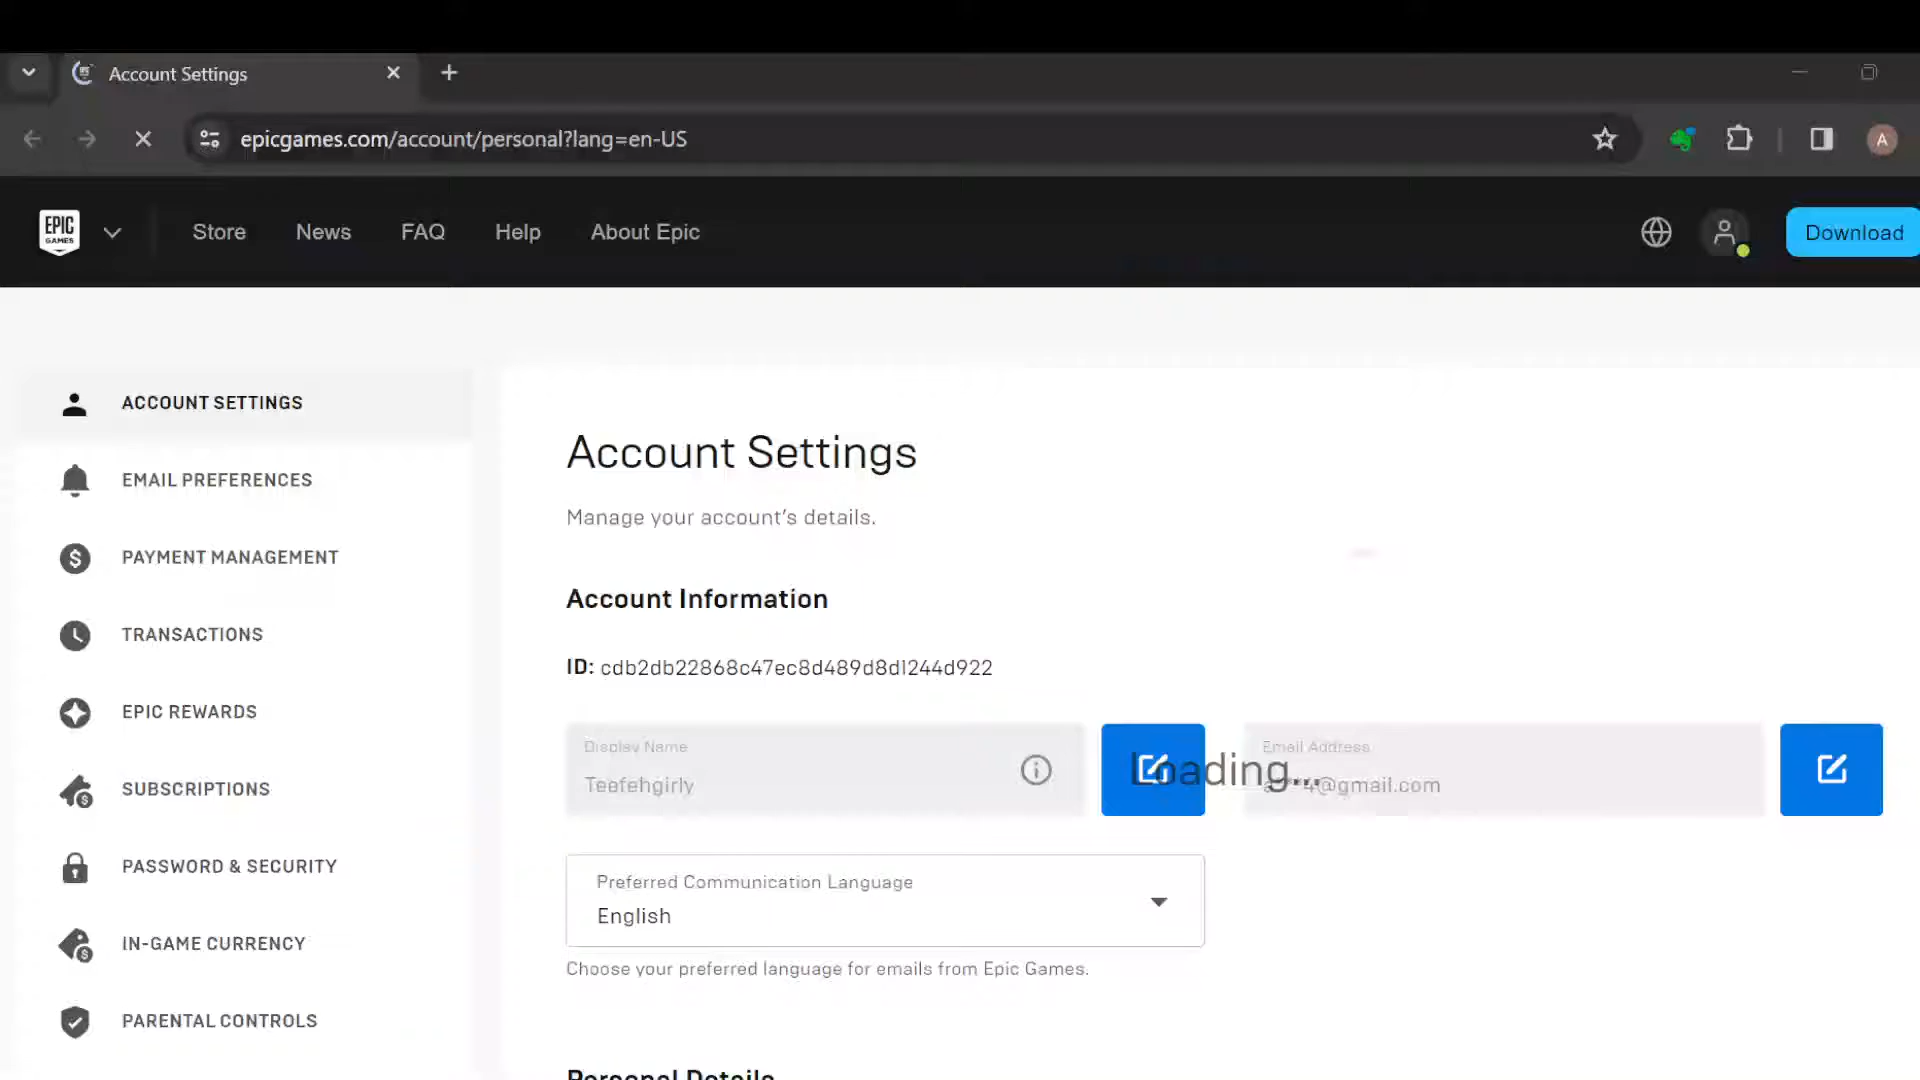 Account Settings
epicgames.com/account/personal?lang=en-US
A
EPIC
GAMES
Store
News
FAQ
Help
About Epic
Download
ACCOUNT SETTINGS
EMAIL PREFERENCES
PAYMENT MANAGEMENT
TRANSACTIONS
EPIC REWARDS
SUBSCRIPTIONS
PASSWORD & SECURITY
IN-GAME CURRENCY
PARENTAL CONTROLS
Account Settings
Manage your account's details.
Account Information
ID: cdb2db22868c47ec8d489d8d1244d922
Display Name
Teefehgirly
Loading...
Email Address
4@gmail.com
Preferred Communication Language
English
Choose your preferred language for emails from Epic Games.
Personal Details